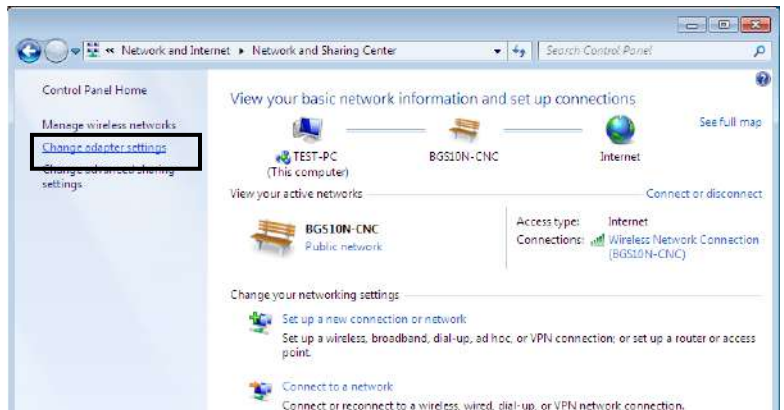 « Network and Internet ▸ Network and Sharing Center
Search Control Panel
Control Panel Home
Manage wireless networks
Change adapter settings
Change advanced sharing
settings
View your basic network information and set up connections
See full map
TEST-PC
(This computer)
BGS10N-CNC
Internet
View your active networks
Connect or disconnect
BGS10N-CNC
Public network
Access type: Internet
Connections: Wireless Network Connection
(BGS10N-CNC)
Change your networking settings
Set up a new connection or network
Set up a wireless, broadband, dial-up, ad hoc, or VPN connection; or set up a router or access
point.
Connect to a network
Connect or reconnect to a wireless, wired, dial-up, or VPN network connection.